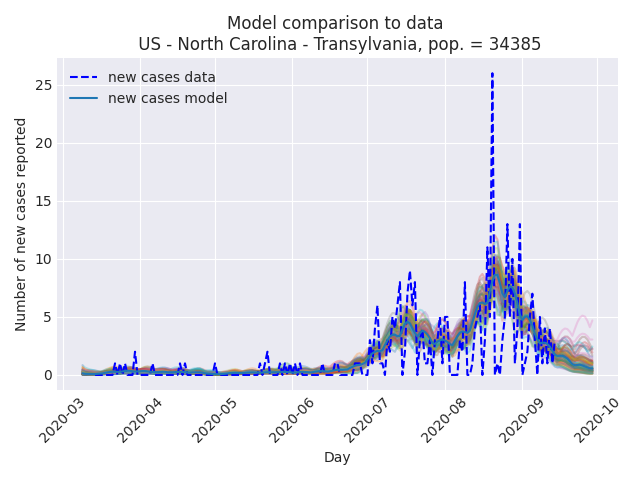 Model comparison to data
US - North Carolina - Transylvania, pop. = 34385
new cases data
new cases model
Number of new cases reported
25
20
15
10
5
0
2020-03
2020-04
2020-05
2020-06
2020-07
2020-08
2020-09
2020-10
Day